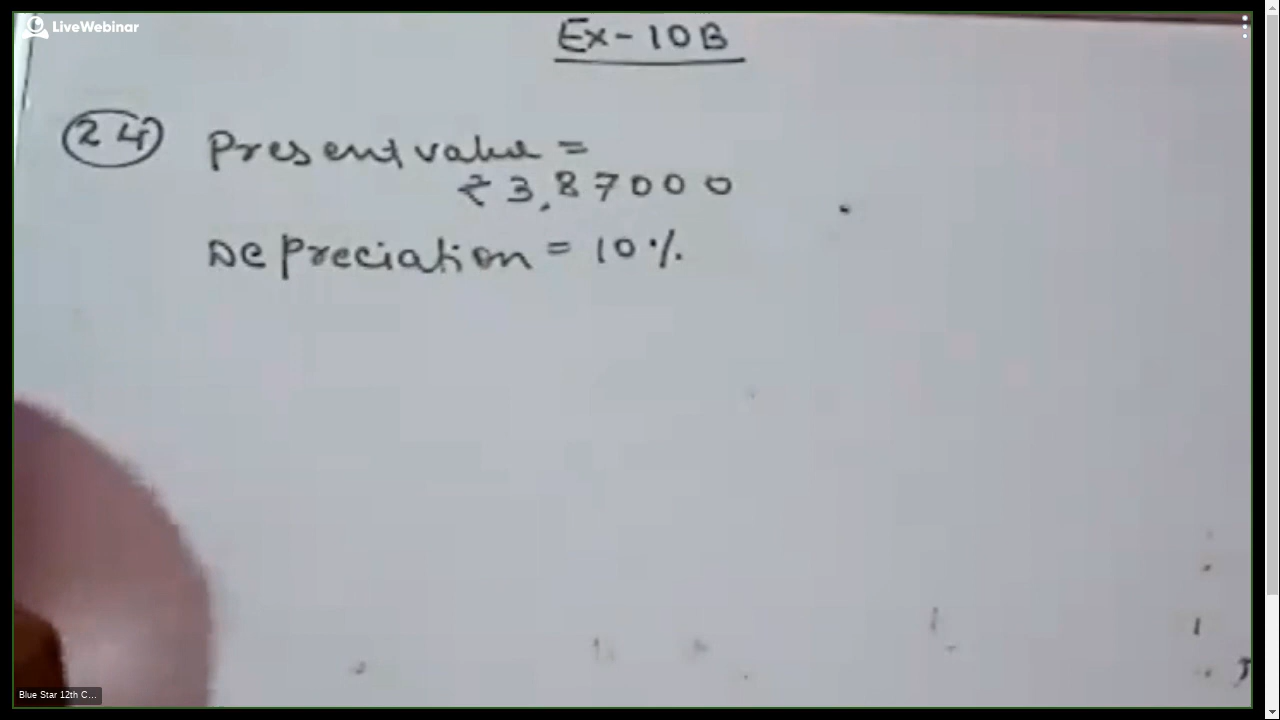 LiveWebinar
Ex-10B
24 Present value =
₹ 3,87000
Depreciation = 10%
Blue Star 12th C...